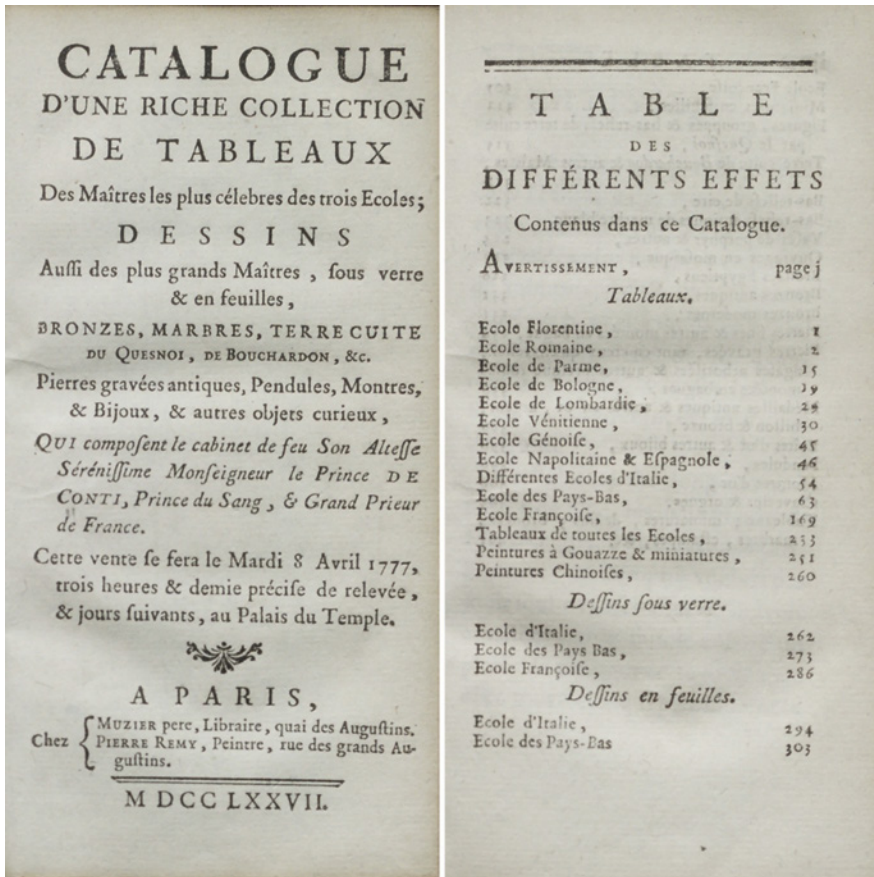 CATALOGUE
D'UNE RICHE COLLECTION
DE TABLEAUX
Des Maîtres les plus célebres des trois Ecoles;
DESSINS
Auſſi des plus grands Maîtres, ſous verre
& en feuilles,
BRONZES, MARBRES, TERRE CUITE
DU QUESNOI, DE BOUCHARDON, &c.
Pierres gravées antiques, Pendules, Montres,
& Bijoux, & autres objets curieux,
QUI compoſent le cabinet de feu Son Alteſſe
Séréniſſime Monſeigneur le Prince DE
CONTI, Prince du Sang, & Grand Prieur
de France.
Cette vente ſe fera le Mardi 8 Avril 1777,
trois heures & demie préciſe de relevée,
& jours ſuivants, au Palais du Temple.
A PARIS,
Chez { MUZIER pere, Libraire, quai des Auguſtins.
PIERRE REMY, Peintre, rue des grands Au-
guſtins.
M DCC LXXVII.
TABLE
DES
DIFFÉRENTS EFFETS
Contenus dans ce Catalogue.
AVERTISSEMENT, page j
Tableaux.
Ecole Florentine, 1
Ecole Romaine, 2
Ecole de Parme, 15
Ecole de Bologne, 19
Ecole de Lombardie, 29
Ecole Vénitienne, 30
Ecole Génoiſe, 45
Ecole Napolitaine & Eſpagnole, 46
Différentes Ecoles d'Italie, 54
Ecole des Pays-Bas, 63
Ecole Françoiſe, 169
Tableaux de toutes les Ecoles, 233
Peintures à Gouazze & miniatures, 251
Peintures Chinoiſes, 260
Deſſins ſous verre.
Ecole d'Italie, 262
Ecole des Pays Bas, 273
Ecole Françoiſe, 286
Deſſins en feuilles.
Ecole d'Italie, 294
Ecole des Pays-Bas 303